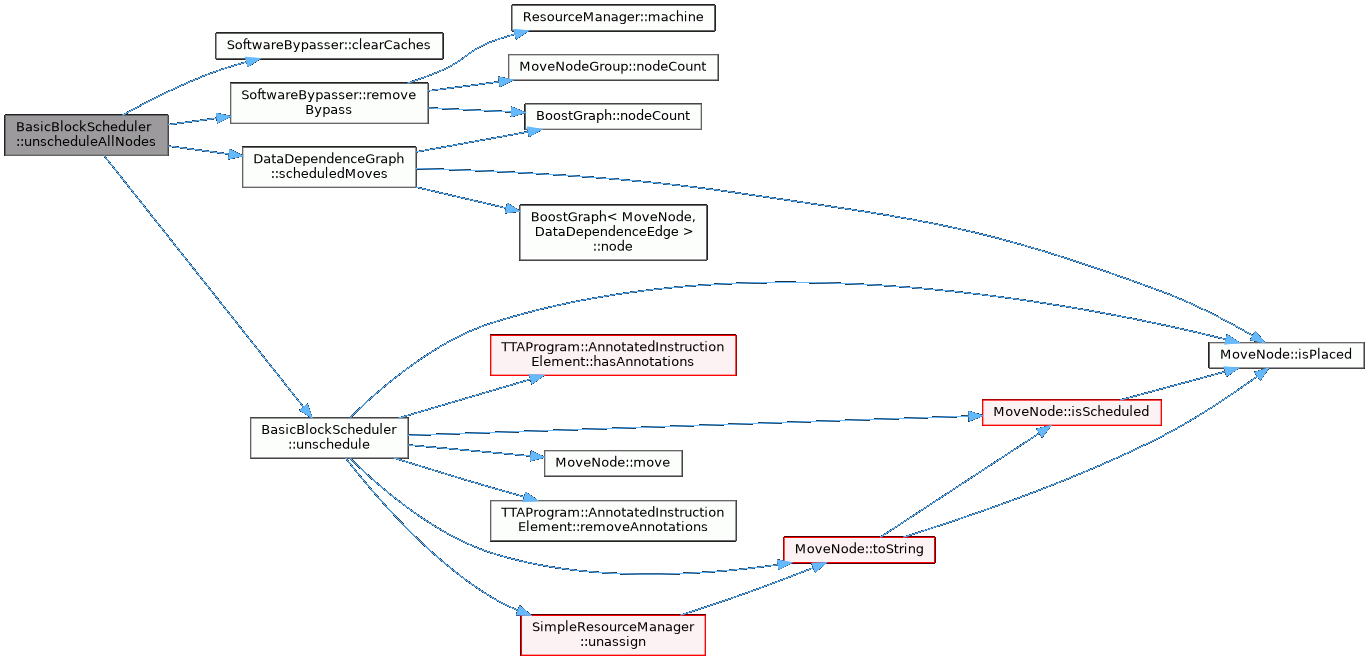 BasicBlockScheduler
::unscheduleAllNodes
SoftwareBypasser::clearCaches
SoftwareBypasser::remove
Bypass
ResourceManager::machine
MoveNodeGroup::nodeCount
BoostGraph::nodeCount
DataDependenceGraph
::scheduledMoves
BoostGraph< MoveNode,
DataDependenceEdge >
::node
MoveNode::isPlaced
BasicBlockScheduler
::unschedule
TTAProgram::AnnotatedInstruction
Element::hasAnnotations
MoveNode::isScheduled
MoveNode::move
TTAProgram::AnnotatedInstruction
Element::removeAnnotations
MoveNode::toString
SimpleResourceManager
::unassign